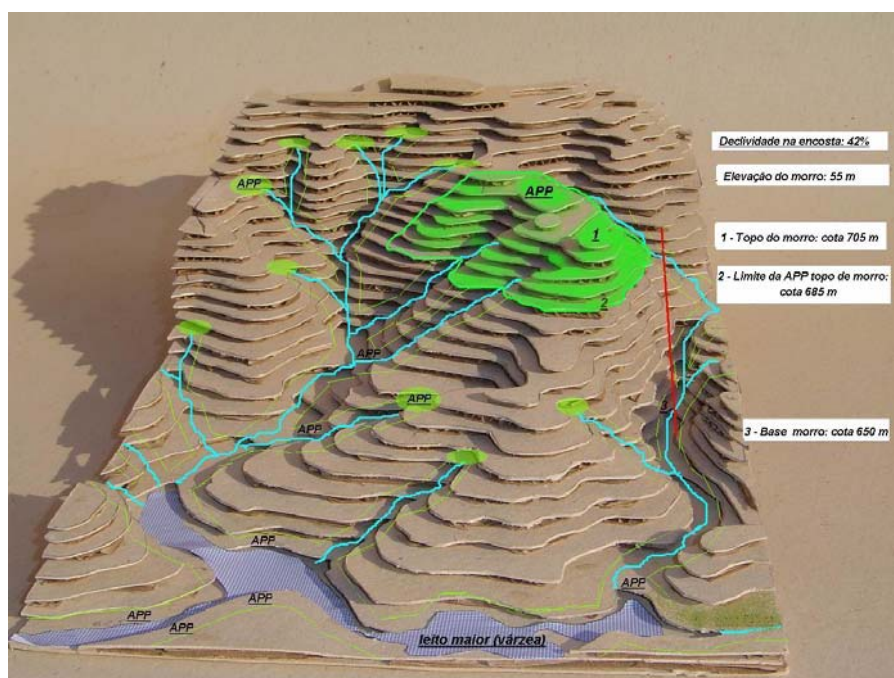 Declividade na encosta: 42%
Elevação do morro: 55 m
APP
APP
1
1 - Topo do morro: cota 705 m
2 - Limite da APP topo de morro:
cota 685 m
2
APP
APP
3
3 - Base morro: cota 650 m
APP
APP
APP
APP
APP
APP
leito maior (várzea)